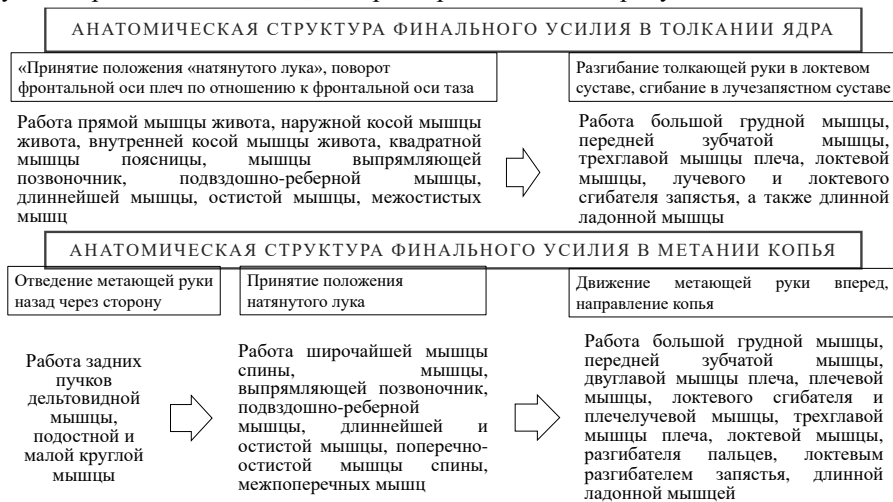 АНАТОМИЧЕСКАЯ СТРУКТУРА ФИНАЛЬНОГО УСИЛИЯ В ТОЛКАНИИ ЯДРА
«Принятие положения «натянутого лука», поворот
фронтальной оси плеч по отношению к фронтальной оси таза
Работа прямой мышцы живота, наружной косой мышцы
живота, внутренней косой мышцы живота, квадратной
мышцы поясницы, мышцы выпрямляющей
позвоночник, подвздошно-реберной мышцы,
длиннейшей мышцы, остистой мышцы, межостистых
мышц
Разгибание толкающей руки в локтевом
суставе, сгибание в лучезапястном суставе
Работа большой грудной мышцы,
передней зубчатой мышцы,
трехглавой мышцы плеча, локтевой
мышцы, лучевого и локтевого
сгибателя запястья, а также длинной
ладонной мышцы
АНАТОМИЧЕСКАЯ СТРУКТУРА ФИНАЛЬНОГО УСИЛИЯ В МЕТАНИИ КОПЬЯ
Отведение метающей руки
назад через сторону
Работа задних
пучков
дельтовидной
мышцы,
подостной и
малой круглой
мышцы
Принятие положения
натянутого лука
Работа широчайшей мышцы
спины, мышцы,
выпрямляющей позвоночник,
подвздошно-реберной
мышцы, длиннейшей и
остистой мышцы, поперечно-
остистой мышцы спины,
межпоперечных мышц
Движение метающей руки вперед,
направление копья
Работа большой грудной мышцы,
передней зубчатой мышцы,
двуглавой мышцы плеча, плечевой
мышцы, локтевого сгибателя и
плечелучевой мышцы, трехглавой
мышцы плеча, локтевой мышцы,
разгибателя пальцев, локтевым
разгибателем запястья, длинной
ладонной мышцей